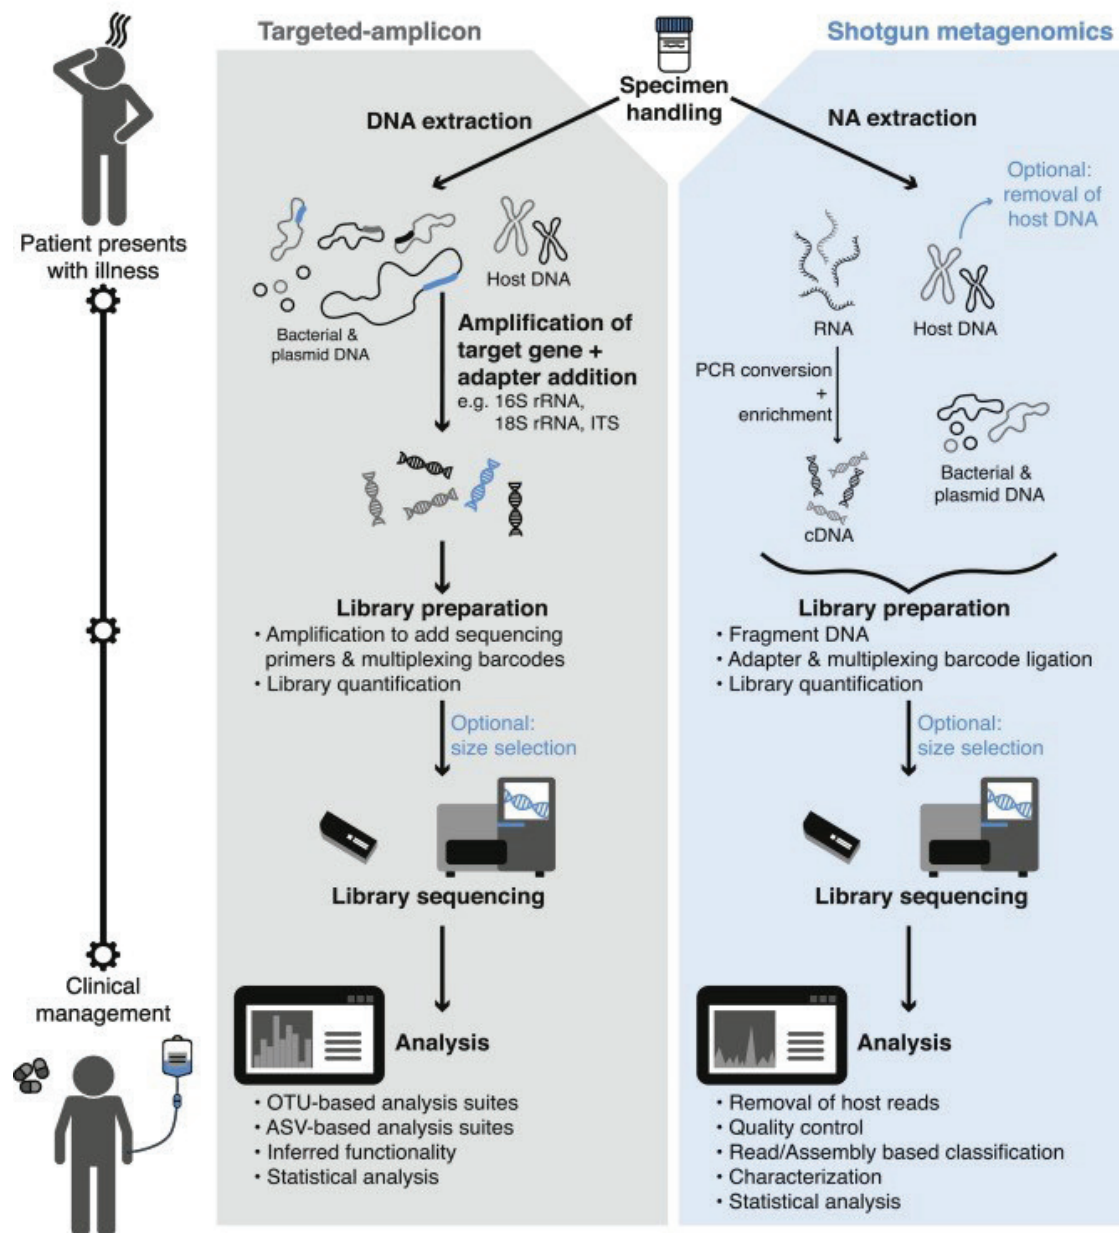 Targeted-amplicon
Shotgun metagenomics
Specimen
handling
DNA extraction
NA extraction
Optional:
removal of
host DNA
Patient presents
with illness
Host DNA
Bacterial &
plasmid DNA
Amplification of
target gene +
adapter addition
e.g. 16S rRNA,
18S rRNA, ITS
RNA
Host DNA
PCR conversion
+
enrichment
Bacterial &
plasmid DNA
cDNA
Library preparation
• Amplification to add sequencing
primers & multiplexing barcodes
• Library quantification
Optional:
size selection
Library preparation
• Fragment DNA
• Adapter & multiplexing barcode ligation
• Library quantification
Optional:
size selection
Library sequencing
Library sequencing
Clinical
management
Analysis
• OTU-based analysis suites
• ASV-based analysis suites
• Inferred functionality
• Statistical analysis
Analysis
• Removal of host reads
• Quality control
• Read/Assembly based classification
• Characterization
• Statistical analysis